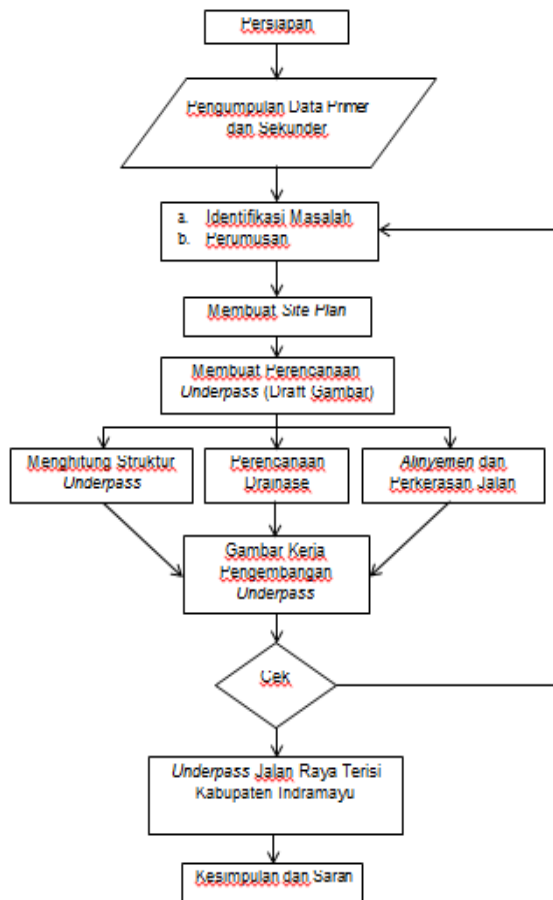 Persiapan
Pengumpulan Data Primer
dan Sekunder
a. Identifikasi Masalah
b. Perumusan
Membuat Site Plan
Membuat Perencanaan
Underpass (Draft Gambar)
Menghitung Struktur
Underpass
Perencanaan
Drainase
Alinyemen dan
Perkerasan Jalan
Gambar Kerja
Pengembangan
Underpass
Cek
Underpass Jalan Raya Terisi
Kabupaten Indramayu
Kesimpulan dan Saran